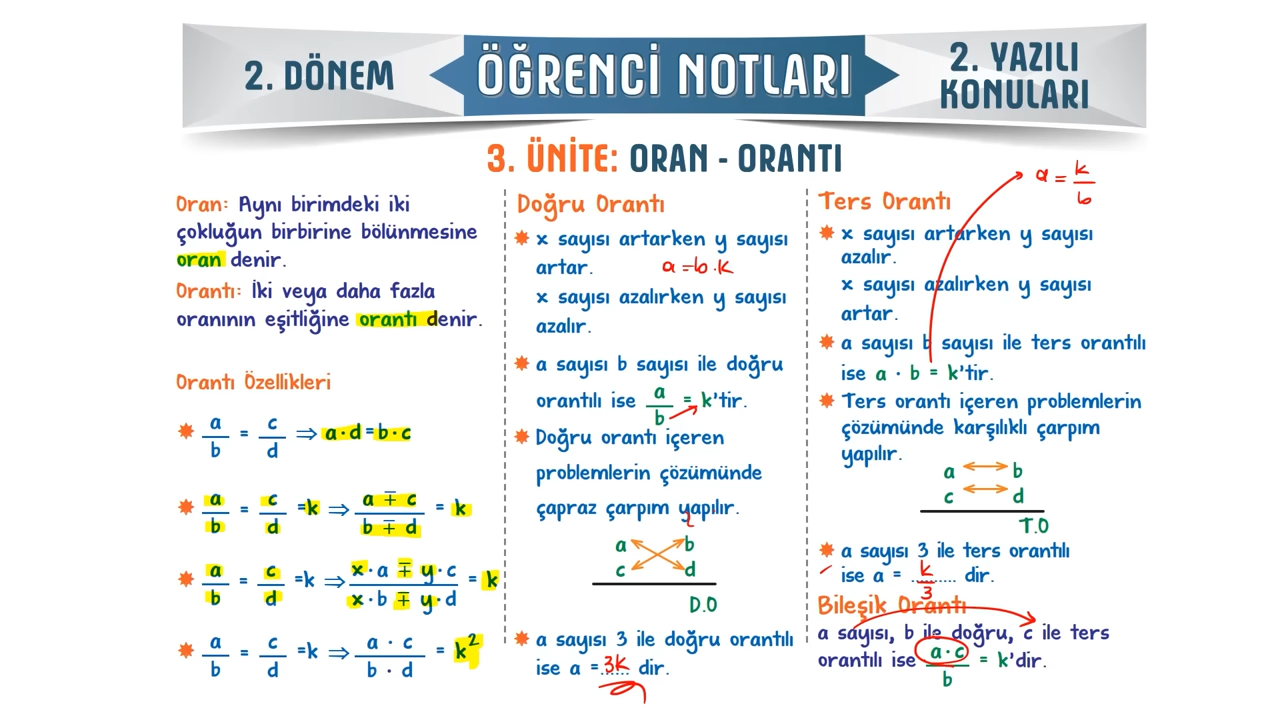 2. DÖNEM
ÖĞRENCİ NOTLARI
2. YAZILI
KONULARI
3. ÜNİTE: ORAN - ORANTI
Oran: Aynı birimdeki iki
çokluğun birbirine bölünmesine
oran denir.
Orantı: İki veya daha fazla
oranının eşitliğine orantı denir.
Orantı Özellikleri
a/b = c/d ⇒ a·d=b·c
a/b = c/d =k ⇒ (a ∓ c)/(b ∓ d) = k
a/b = c/d =k ⇒ (x·a ∓ y·c)/(x·b ∓ y·d) = k
a/b = c/d =k ⇒ (a · c)/(b · d) = k²
Doğru Orantı
x sayısı artarken y sayısı
artar. a=b·k
x sayısı azalırken y sayısı
azalır.
a sayısı b sayısı ile doğru
orantılı ise a/b = k'tir.
Doğru orantı içeren
problemlerin çözümünde
çapraz çarpım yapılır.
a b
c d
D.O
a sayısı 3 ile doğru orantılı
ise a =3k...... dir.
Ters Orantı
a = k/b
x sayısı artarken y sayısı
azalır.
x sayısı azalırken y sayısı
artar.
a sayısı b sayısı ile ters orantılı
ise a · b = k'tir.
Ters orantı içeren problemlerin
çözümünde karşılıklı çarpım
yapılır.
a b
c d
T.O
a sayısı 3 ile ters orantılı
ise a = k/3 ......... dir.
Bileşik Orantı
a sayısı, b ile doğru, c ile ters
orantılı ise (a·c)/b = k'dir.